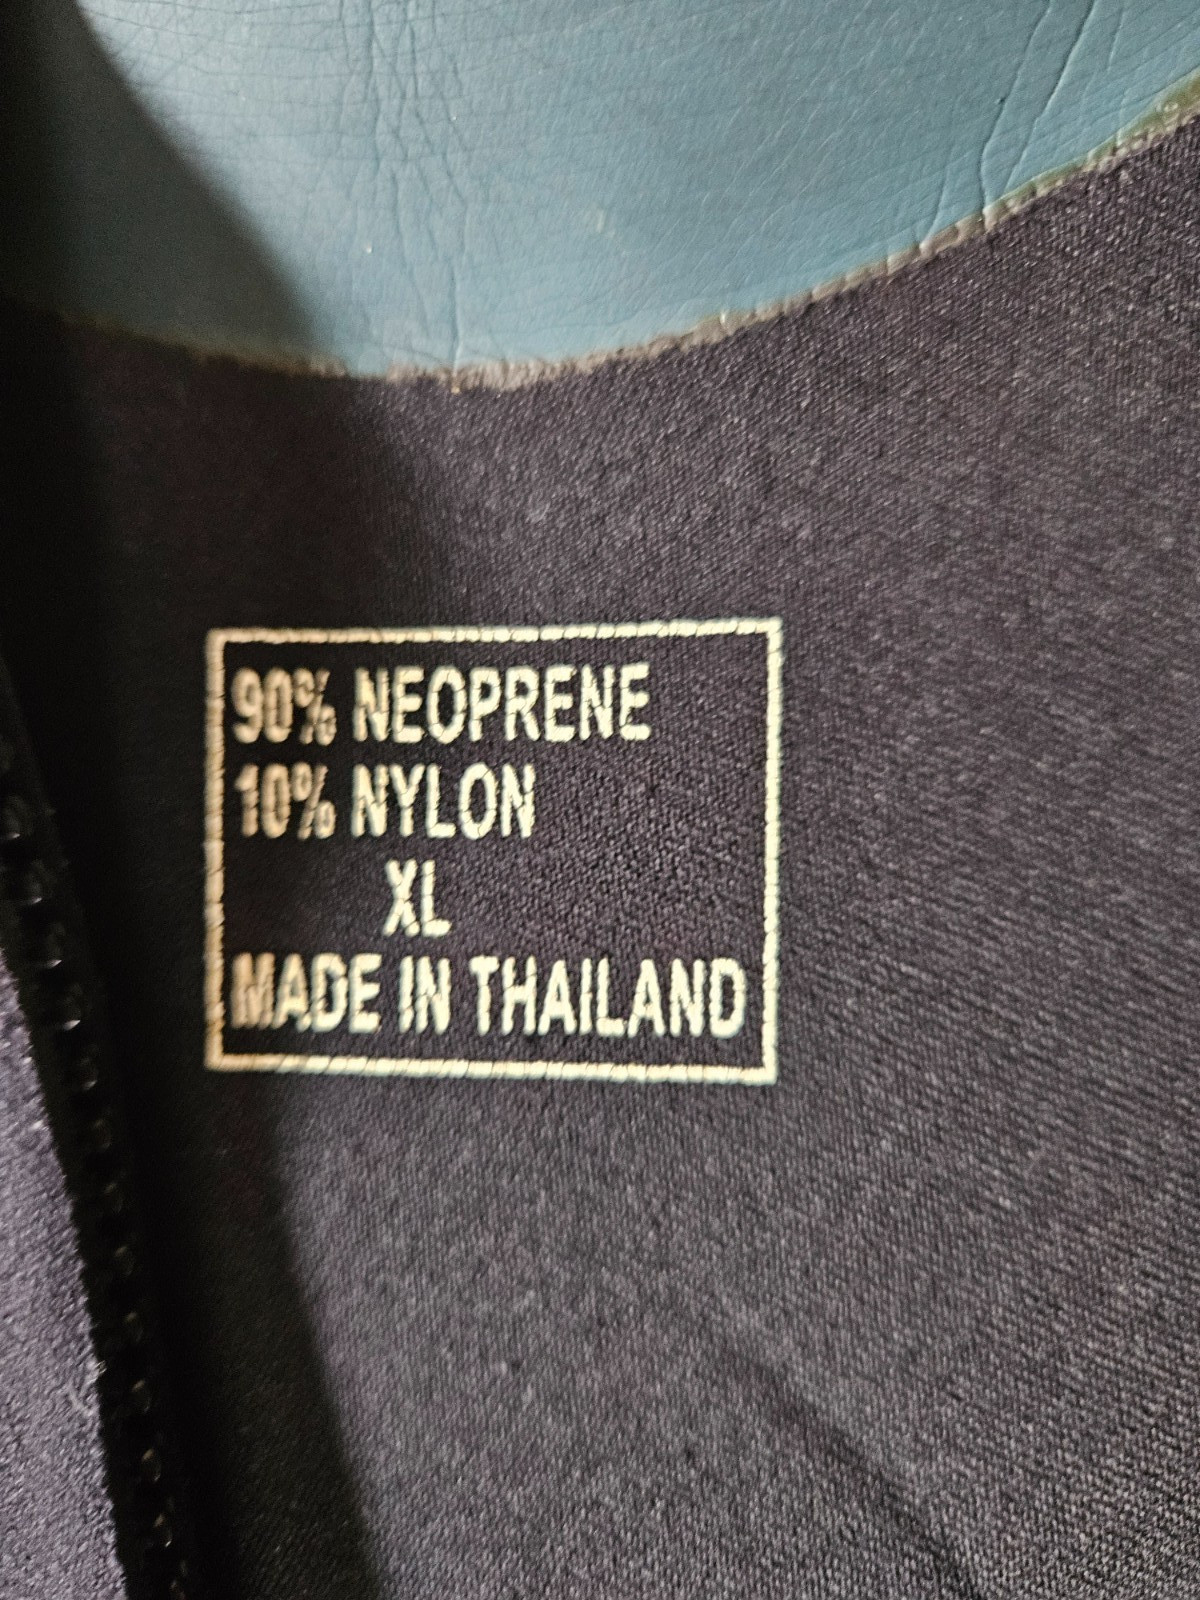 90% NEOPRENE
10% NYLON
XL
MADE IN THAILAND